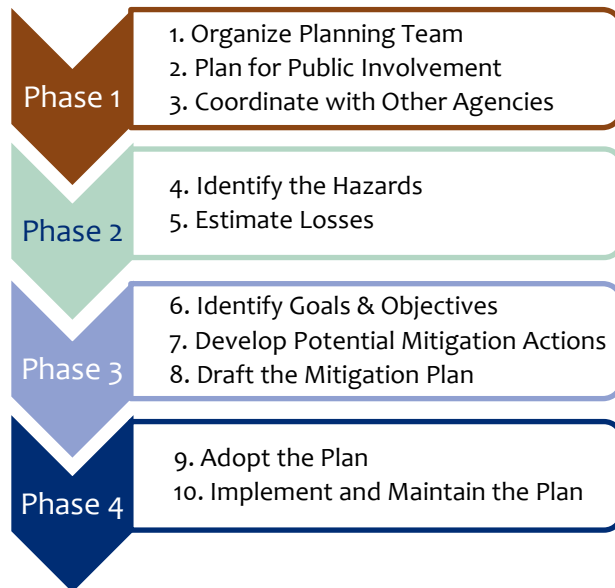 Phase 1
1. Organize Planning Team
2. Plan for Public Involvement
3. Coordinate with Other Agencies
Phase 2
4. Identify the Hazards
5. Estimate Losses
Phase 3
6. Identify Goals & Objectives
7. Develop Potential Mitigation Actions
8. Draft the Mitigation Plan
Phase 4
9. Adopt the Plan
10. Implement and Maintain the Plan